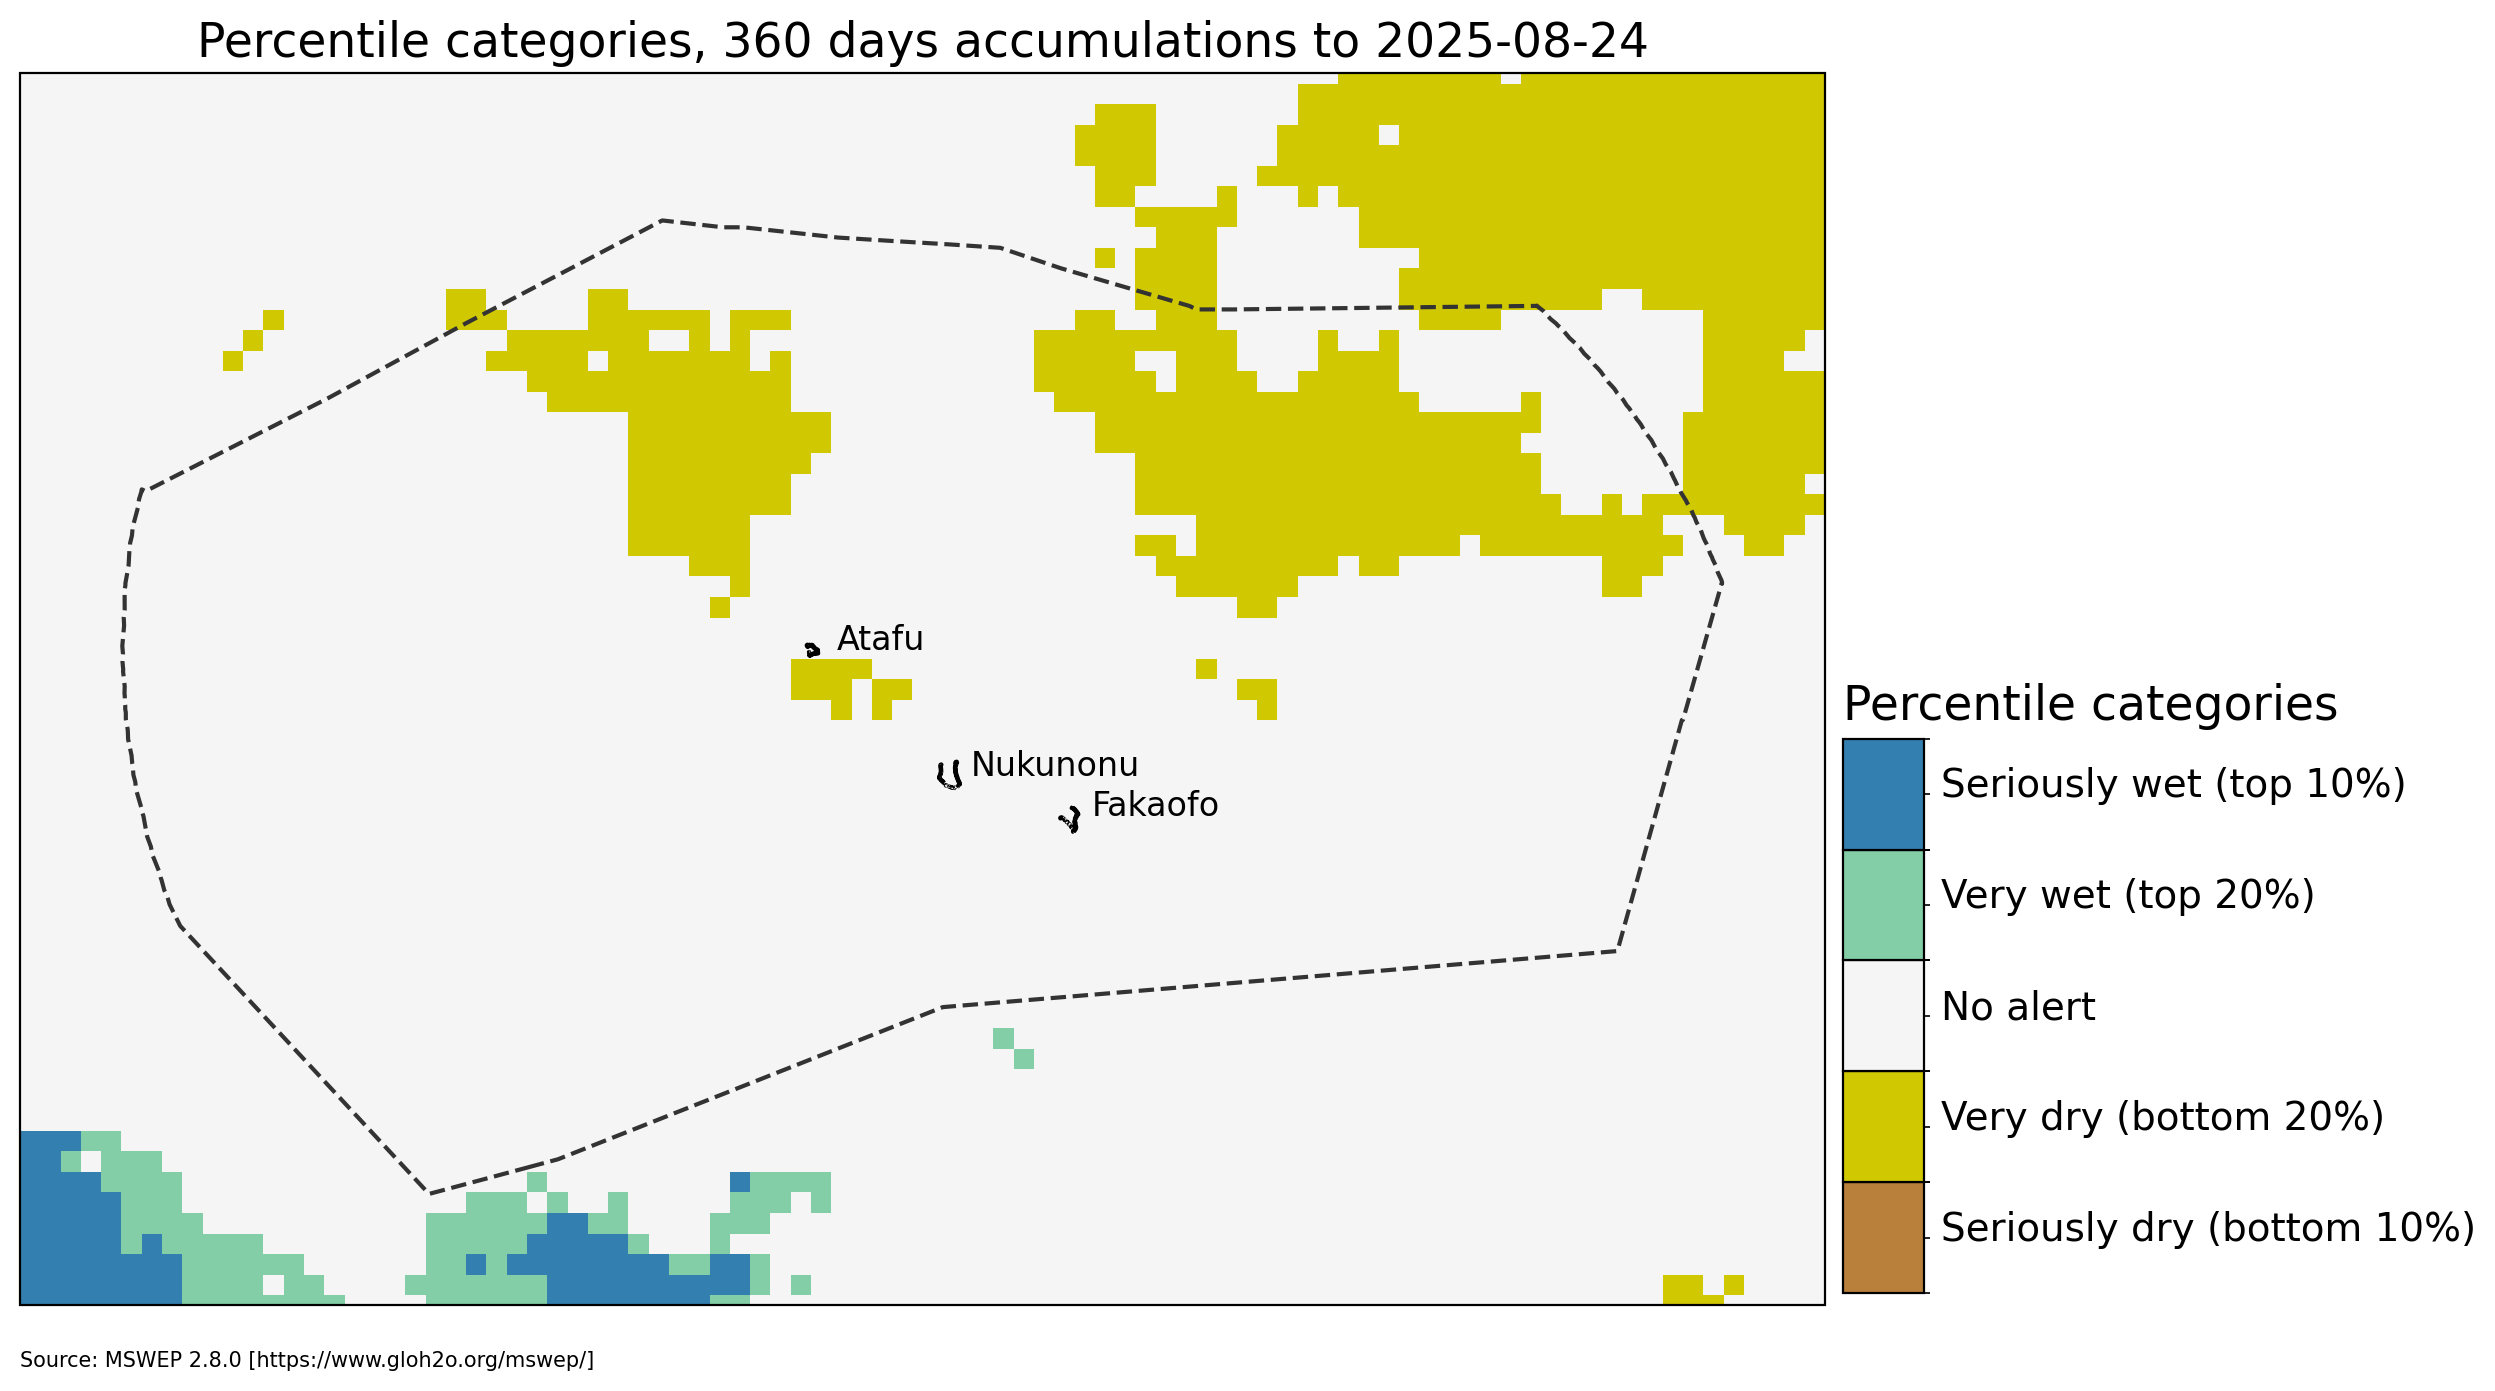 Percentile categories, 360 days accumulations to 2025-08-24
Atafu
Nukunonu
Fakaofo
Percentile categories
Seriously wet (top 10%)
Very wet (top 20%)
No alert
Very dry (bottom 20%)
Seriously dry (bottom 10%)
Source: MSWEP 2.8.0 [https://www.gloh2o.org/mswep/]